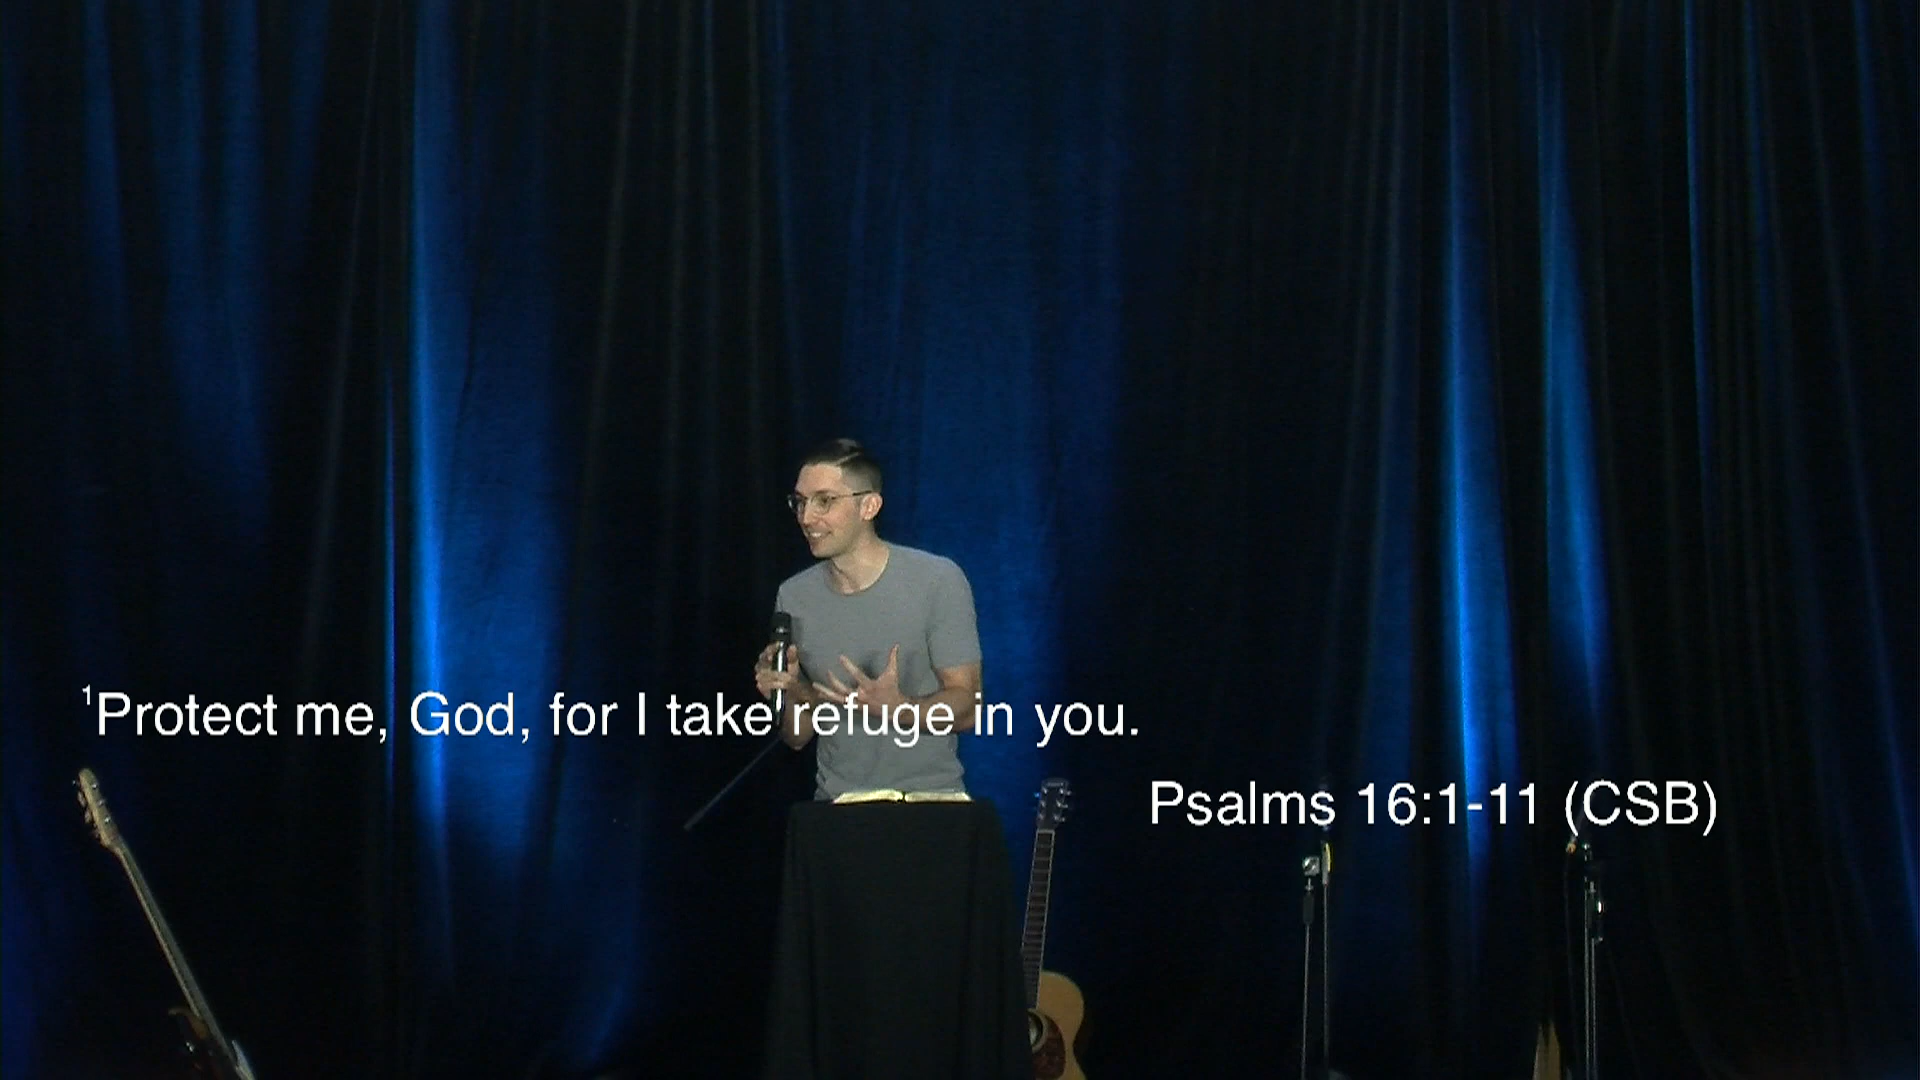 ¹Protect me, God, for I take refuge in you.
Psalms 16:1-11 (CSB)